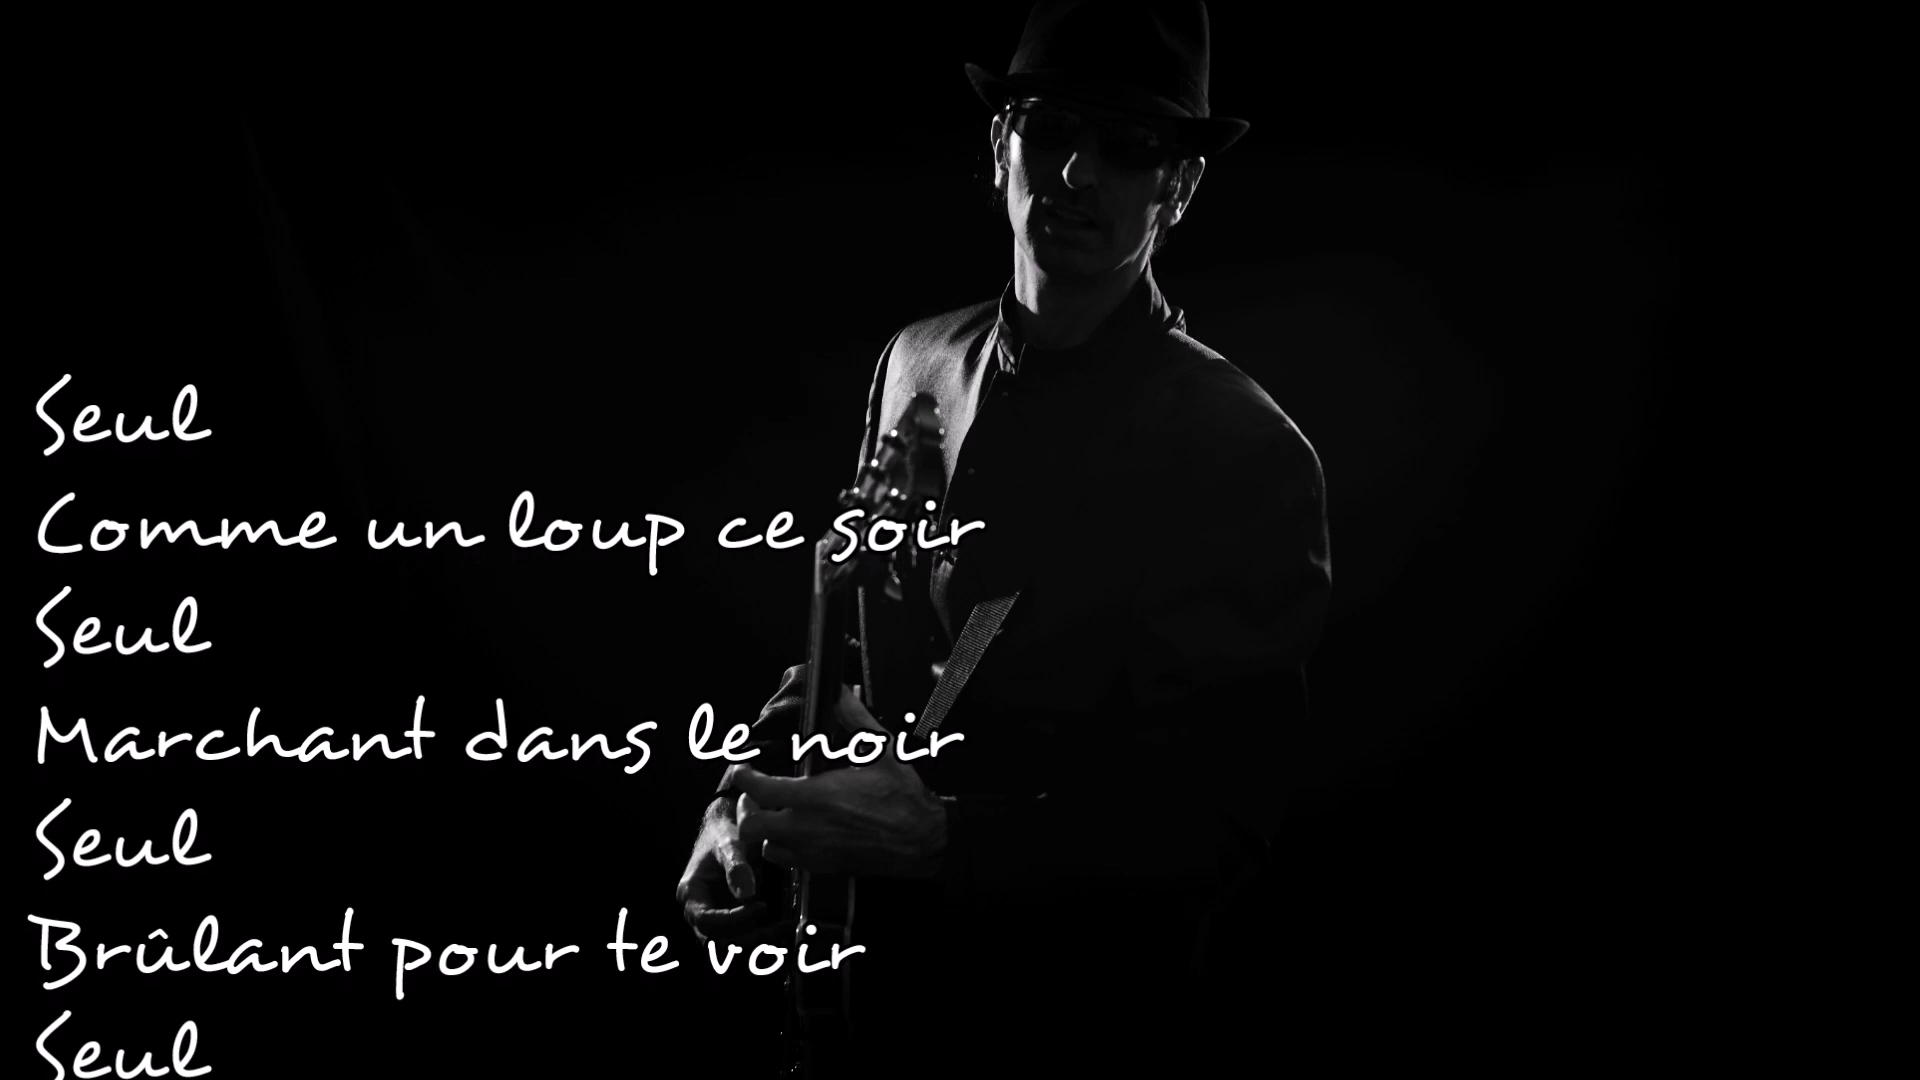 Seul
Comme un loup ce soir
Seul
Marchant dans le noir
Seul
Brûlant pour te voir
Seul